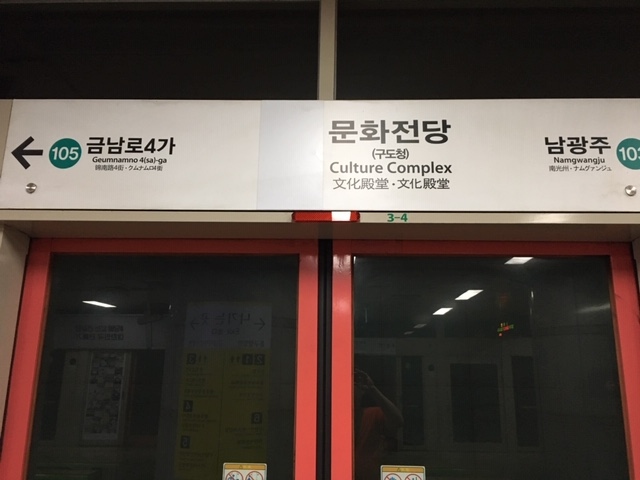 105 금남로4가
Geumnamno 4(sa)-ga
錦南路4街·クムナムロ4街
문화전당
(구도청)
Culture Complex
文化殿堂·文化殿堂
남광주
Namgwangju
南光州·ナムグァンジュ
103
3-4